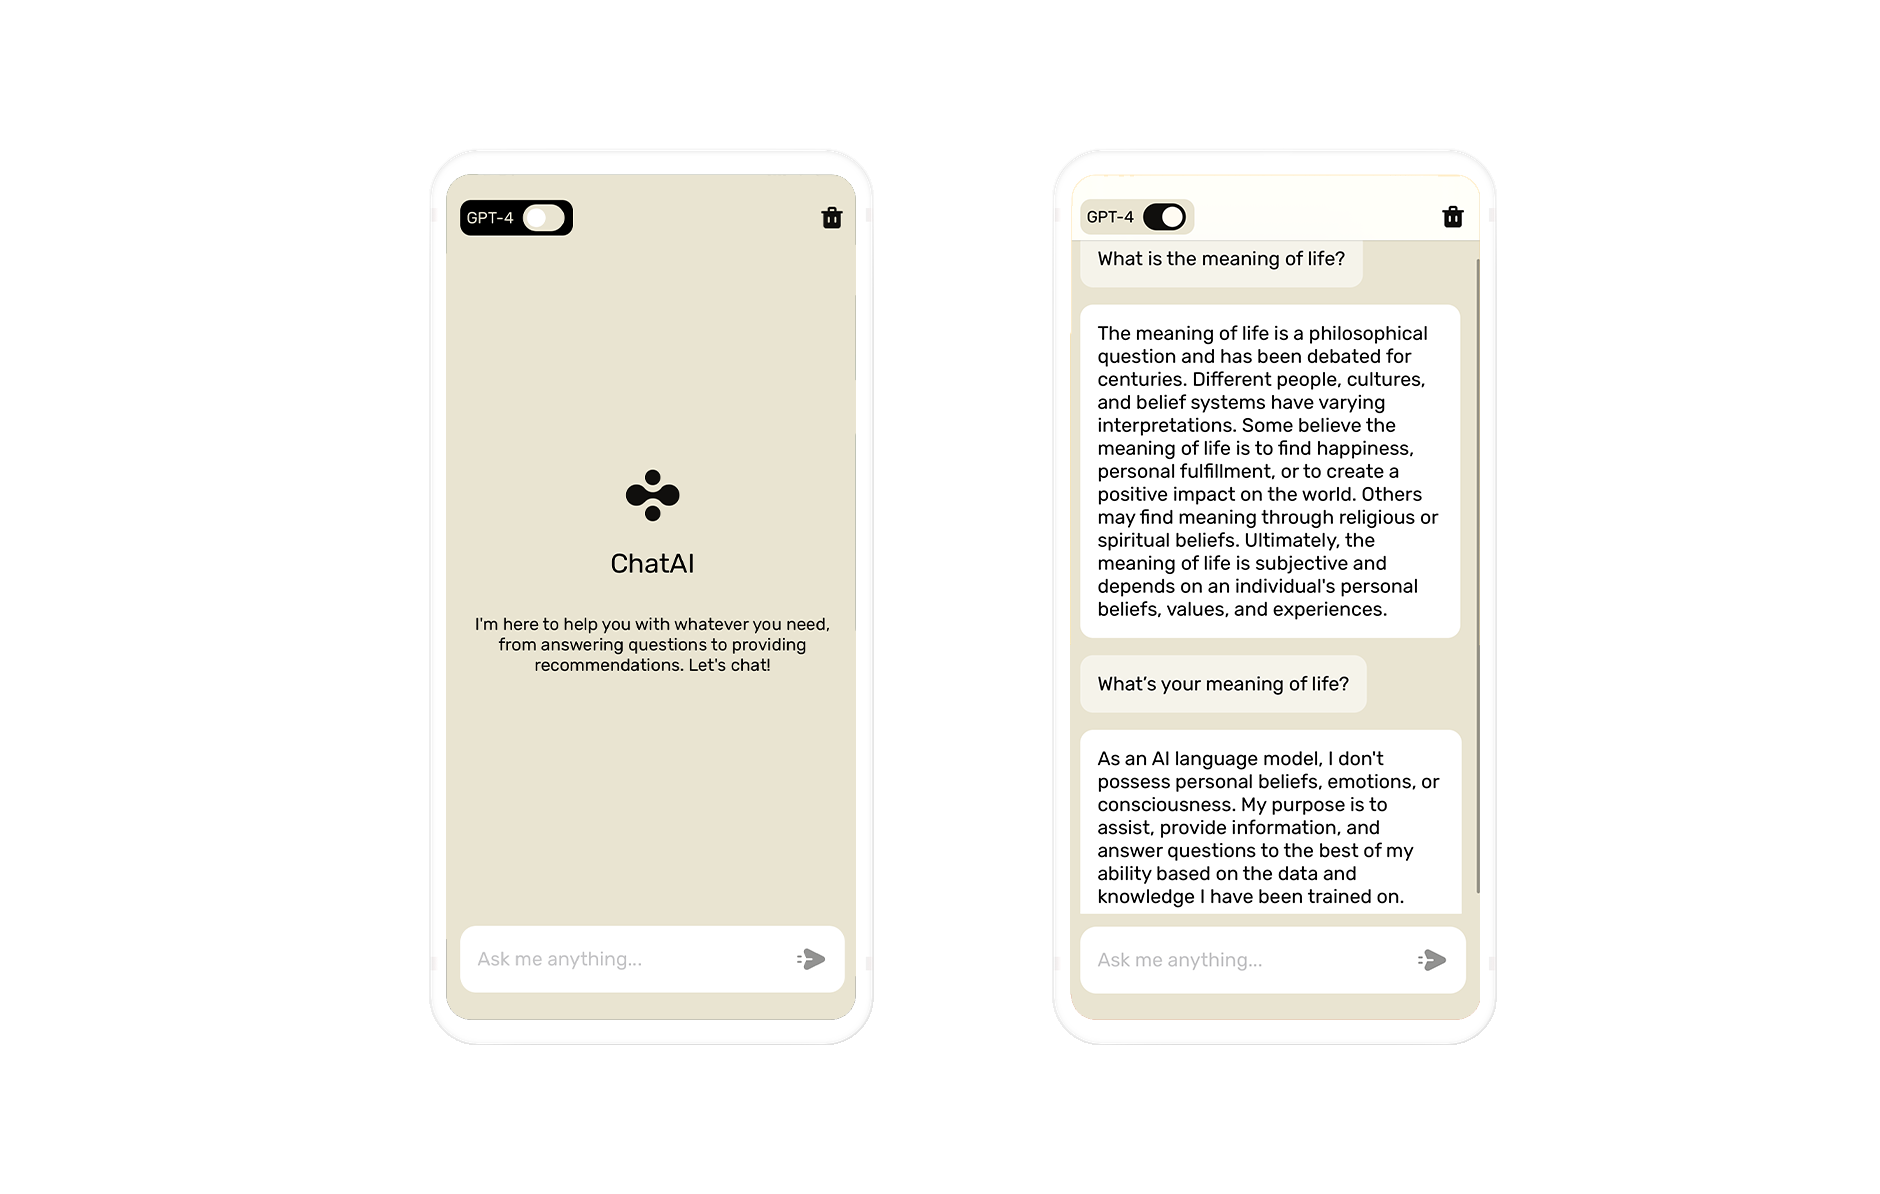 GPT-4
ChatAI
I'm here to help you with whatever you need,
from answering questions to providing
recommendations. Let's chat!
Ask me anything...
GPT-4
What is the meaning of life?
The meaning of life is a philosophical
question and has been debated for
centuries. Different people, cultures,
and belief systems have varying
interpretations. Some believe the
meaning of life is to find happiness,
personal fulfillment, or to create a
positive impact on the world. Others
may find meaning through religious or
spiritual beliefs. Ultimately, the
meaning of life is subjective and
depends on an individual's personal
beliefs, values, and experiences.
What’s your meaning of life?
As an AI language model, I don't
possess personal beliefs, emotions, or
consciousness. My purpose is to
assist, provide information, and
answer questions to the best of my
ability based on the data and
knowledge I have been trained on.
Ask me anything...